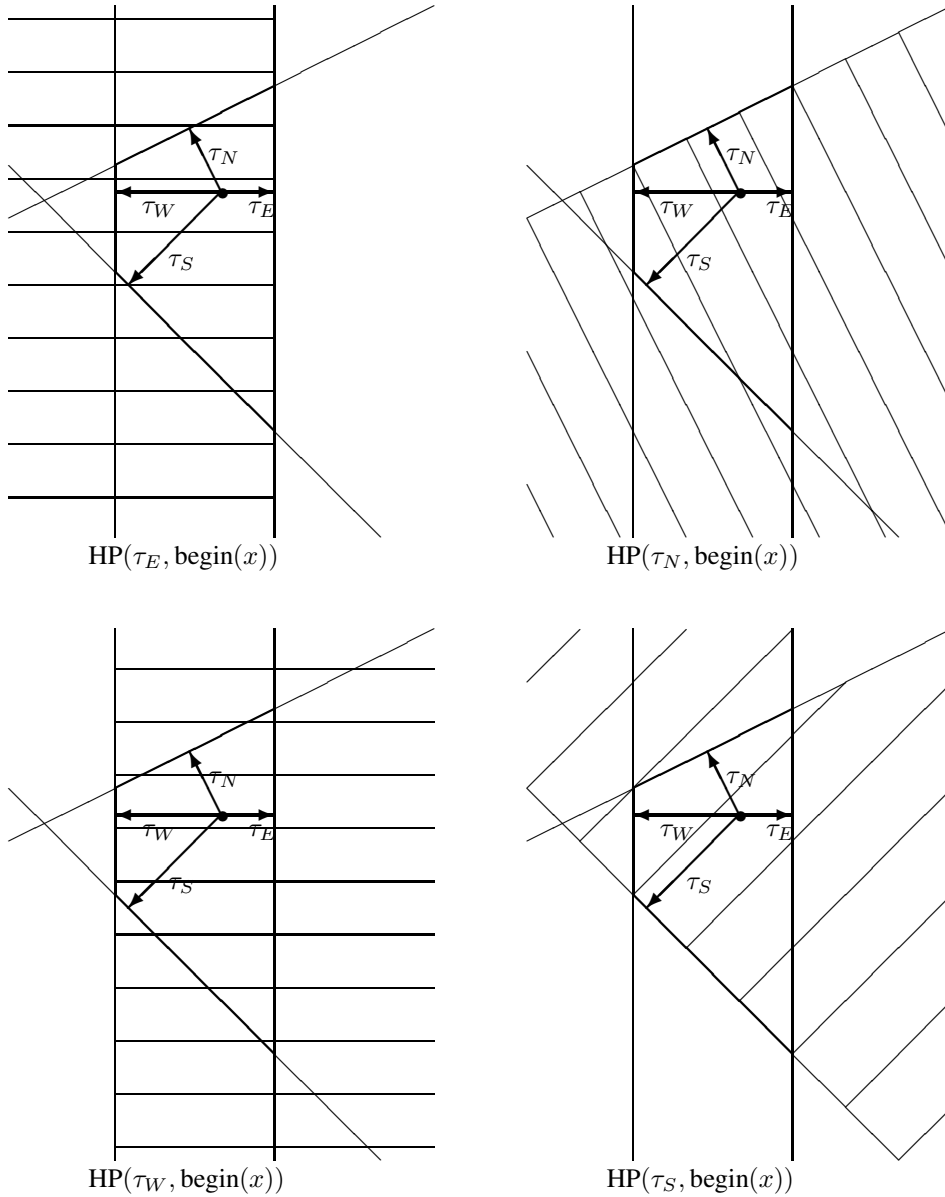 τ_N
τ_W τ_E
τ_S
HP(τ_E, begin(x))
τ_N
τ_W τ_E
τ_S
HP(τ_N, begin(x))
τ_N
τ_W τ_E
τ_S
HP(τ_W, begin(x))
τ_N
τ_W τ_E
τ_S
HP(τ_S, begin(x))